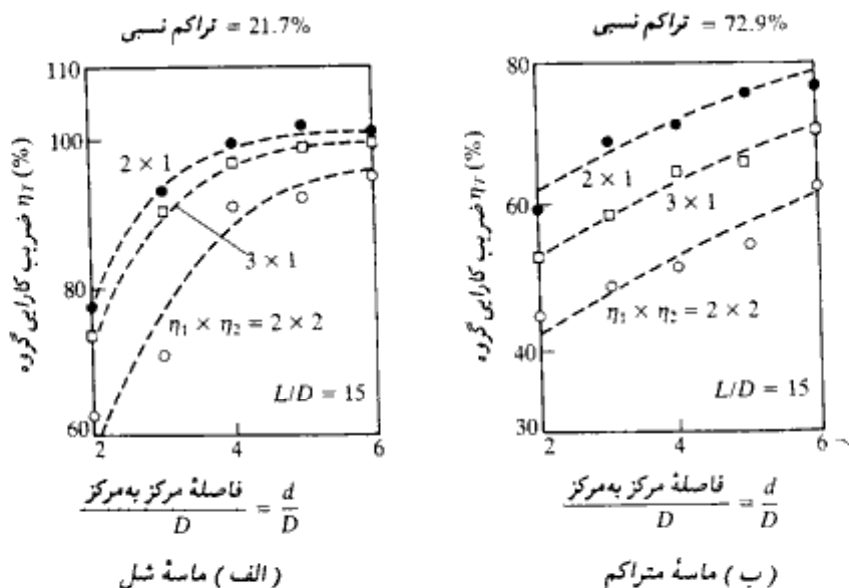 تراکم نسبی = 21.7%
110
100
80
60
ضریب کارایی گروه ηT (%)
2 × 1
3 × 1
η1 × η2 = 2 × 2
L/D = 15
2
4
6
فاصلهٔ مرکز به‌مرکز / D = d / D
(الف) ماسهٔ شل
تراکم نسبی = 72.9%
80
60
40
30
ضریب کارایی گروه ηT (%)
2 × 1
3 × 1
η1 × η2 = 2 × 2
L/D = 15
2
4
6
فاصلهٔ مرکز به‌مرکز / D = d / D
(ب) ماسهٔ متراکم